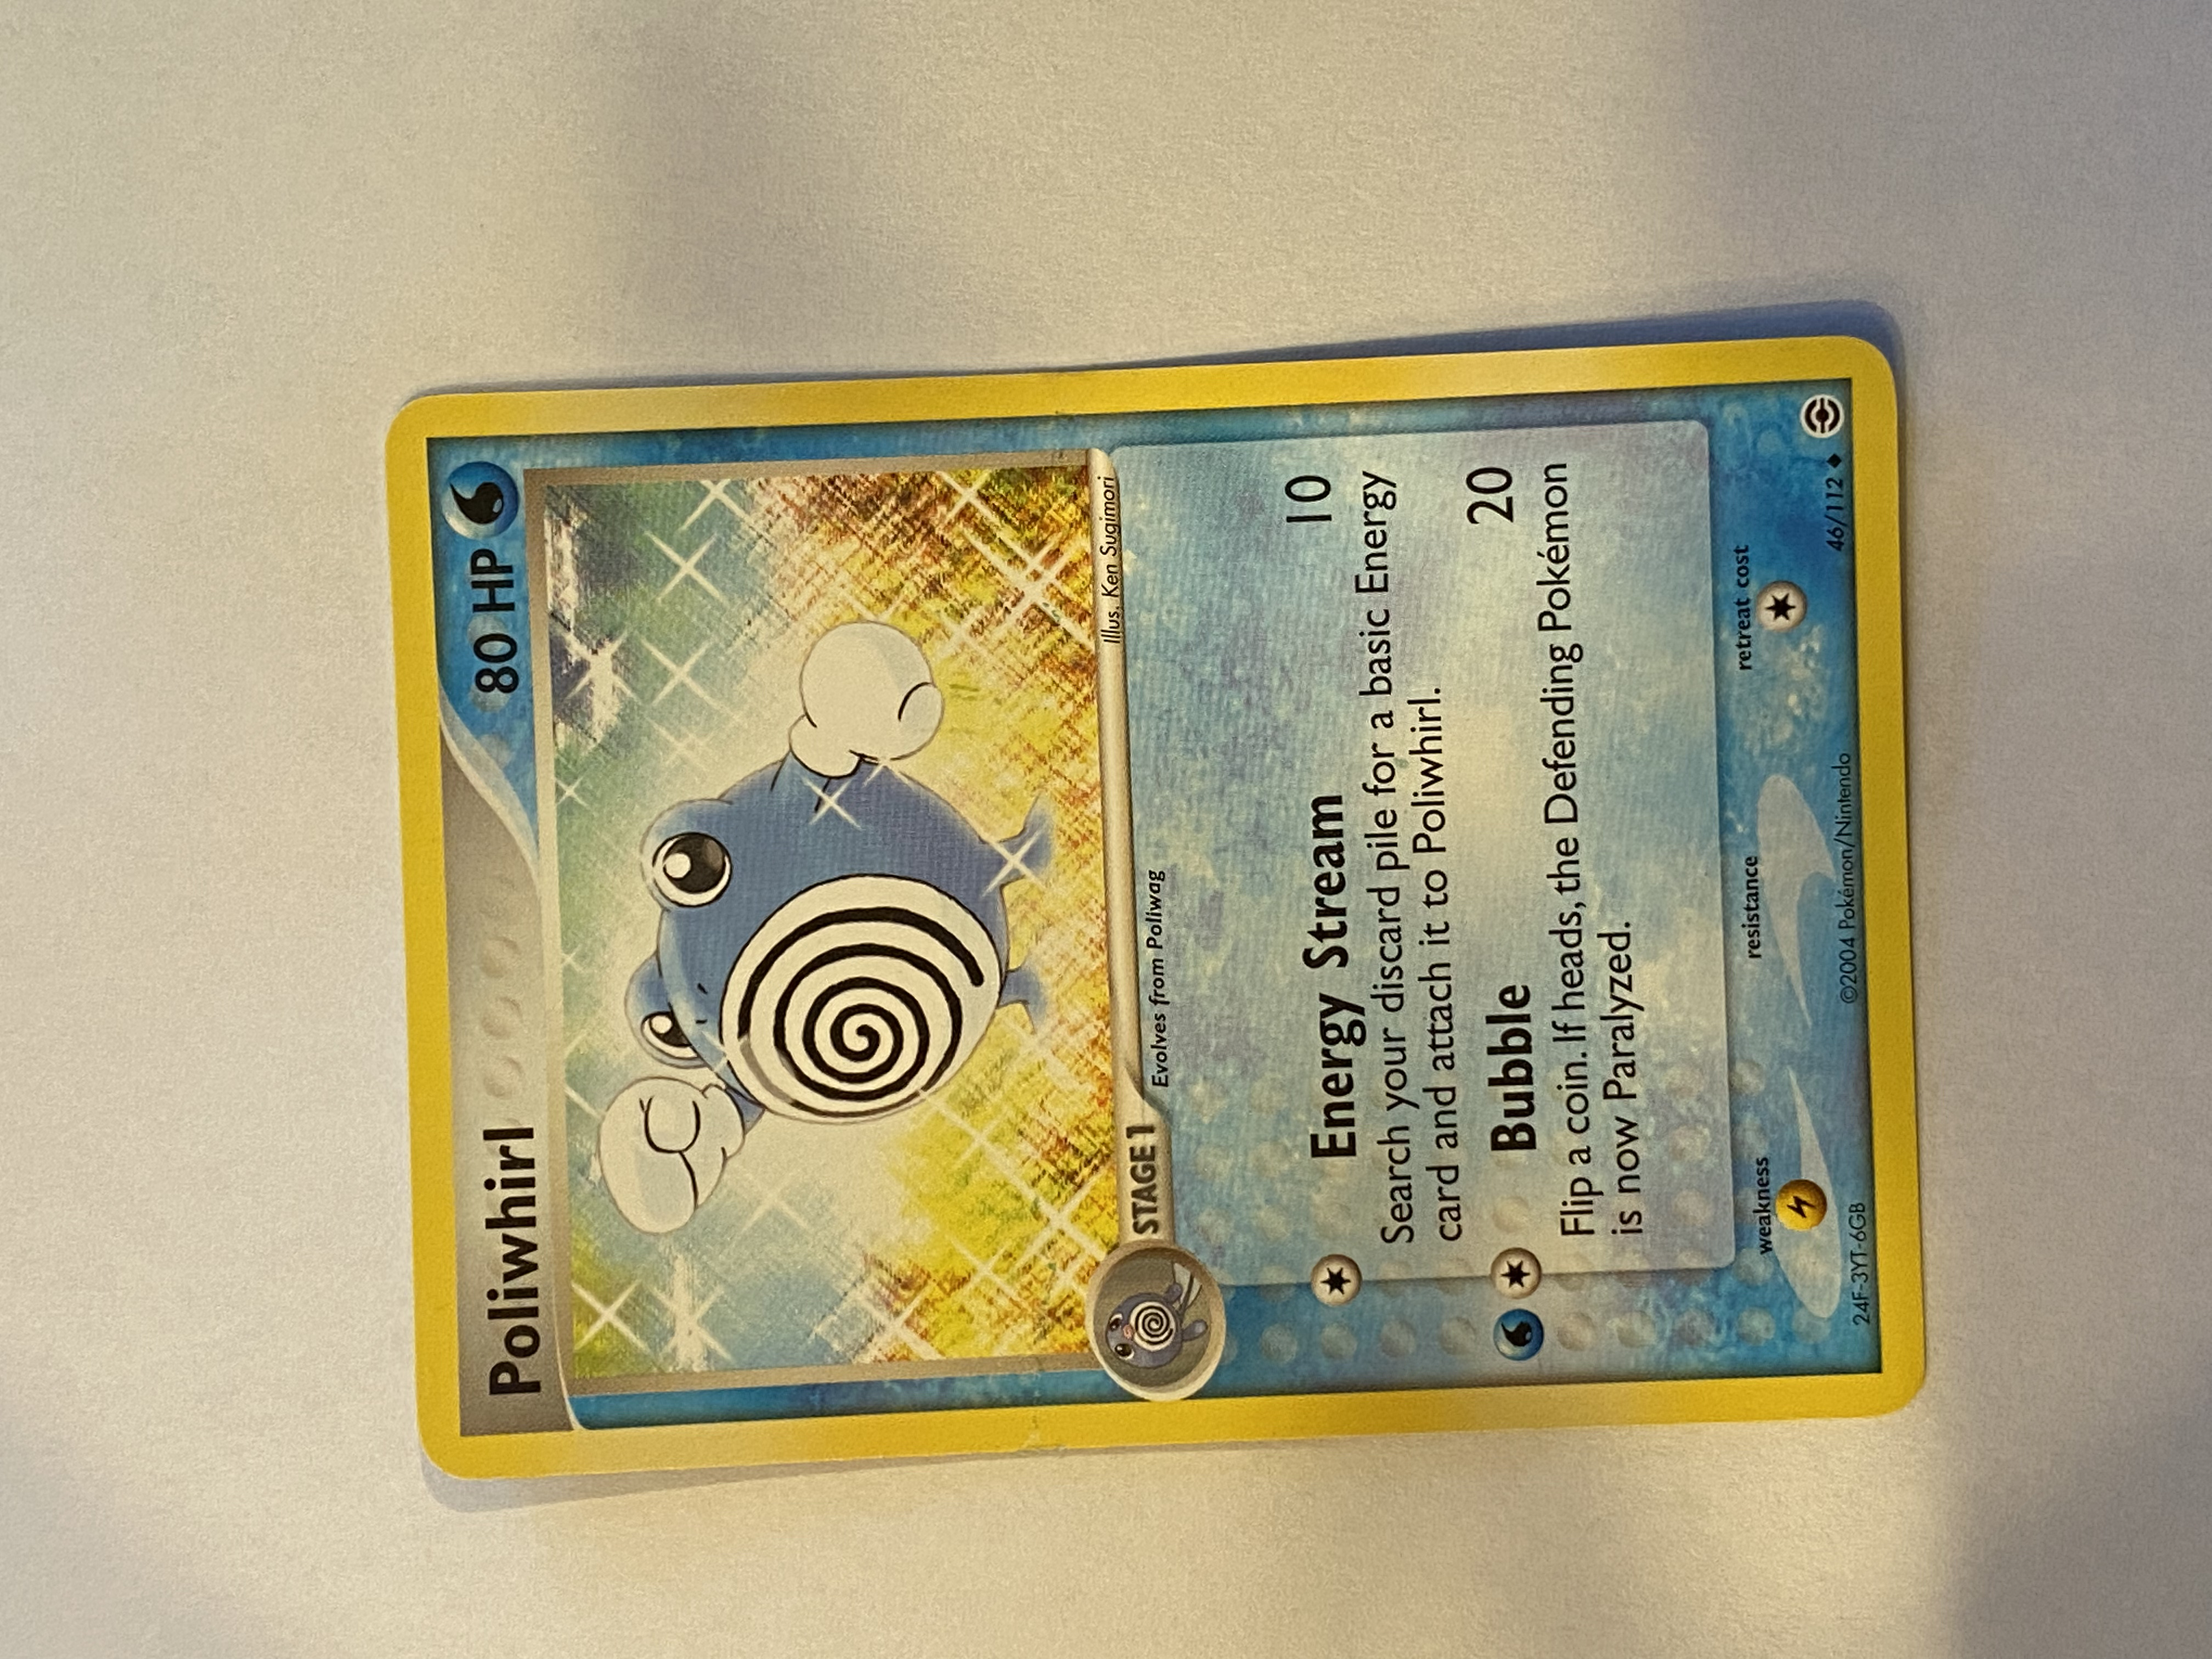 Poliwhirl 80 HP
Illus. Ken Sugimori
STAGE 1 Evolves from Poliwag
Energy Stream 10
Search your discard pile for a basic Energy
card and attach it to Poliwhirl.
Bubble 20
Flip a coin. If heads, the Defending Pokémon
is now Paralyzed.
weakness resistance retreat cost
24F-3YT-6GB ©2004 Pokémon/Nintendo 46/112